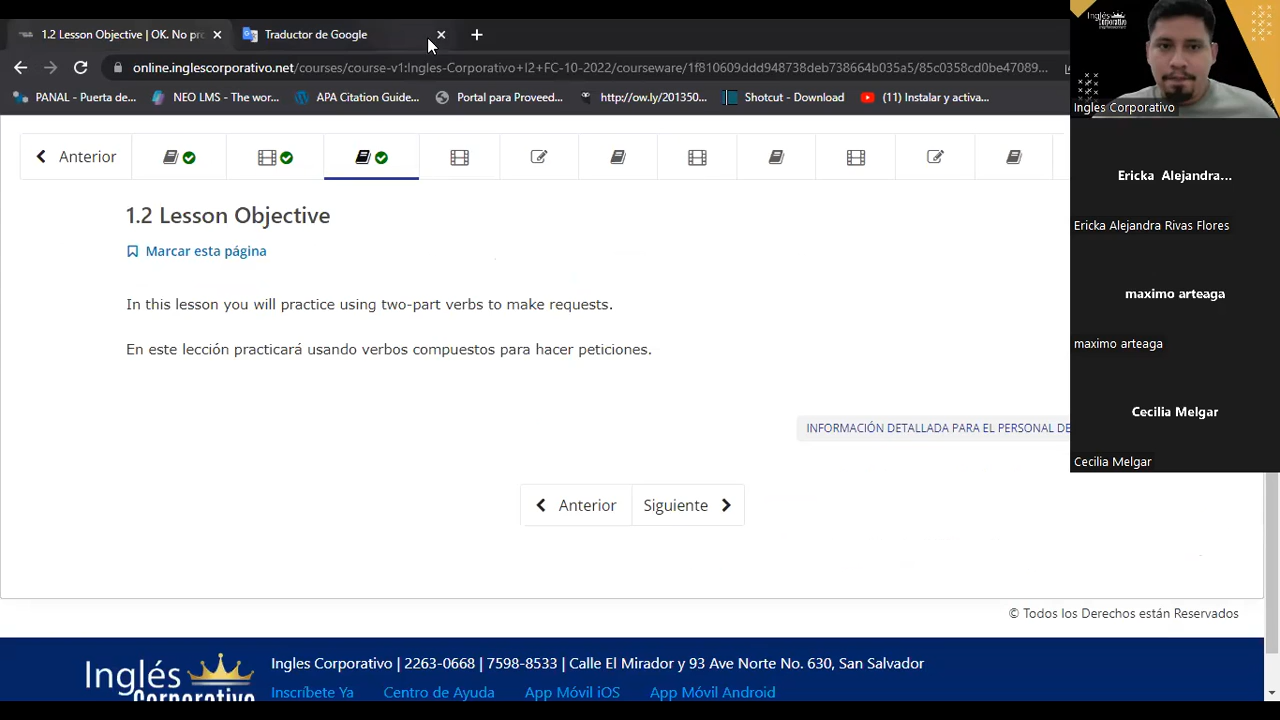 1.2 Lesson Objective | OK. No pro
Traductor de Google
online.inglescorporativo.net/courses/course-v1:Ingles-Corporativo+I2+FC-10-2022/courseware/1f810609ddd948738deb738664b035a5/85c0358cd0be47089...
PANAL - Puerta de...
NEO LMS - The wor...
APA Citation Guide...
Portal para Proveed...
http://ow.ly/201350...
Shotcut - Download
(11) Instalar y activa...
Anterior
1.2 Lesson Objective
Marcar esta página
In this lesson you will practice using two-part verbs to make requests.
En este lección practicará usando verbos compuestos para hacer peticiones.
INFORMACIÓN DETALLADA PARA EL PERSONAL DE
Anterior
Siguiente
© Todos los Derechos están Reservados
Inglés Corporativo
Ingles Corporativo | 2263-0668 | 7598-8533 | Calle El Mirador y 93 Ave Norte No. 630, San Salvador
Inscríbete Ya
Centro de Ayuda
App Móvil iOS
App Móvil Android
Ingles Corporativo
Ericka Alejandra...
Ericka Alejandra Rivas Flores
maximo arteaga
maximo arteaga
Cecilia Melgar
Cecilia Melgar